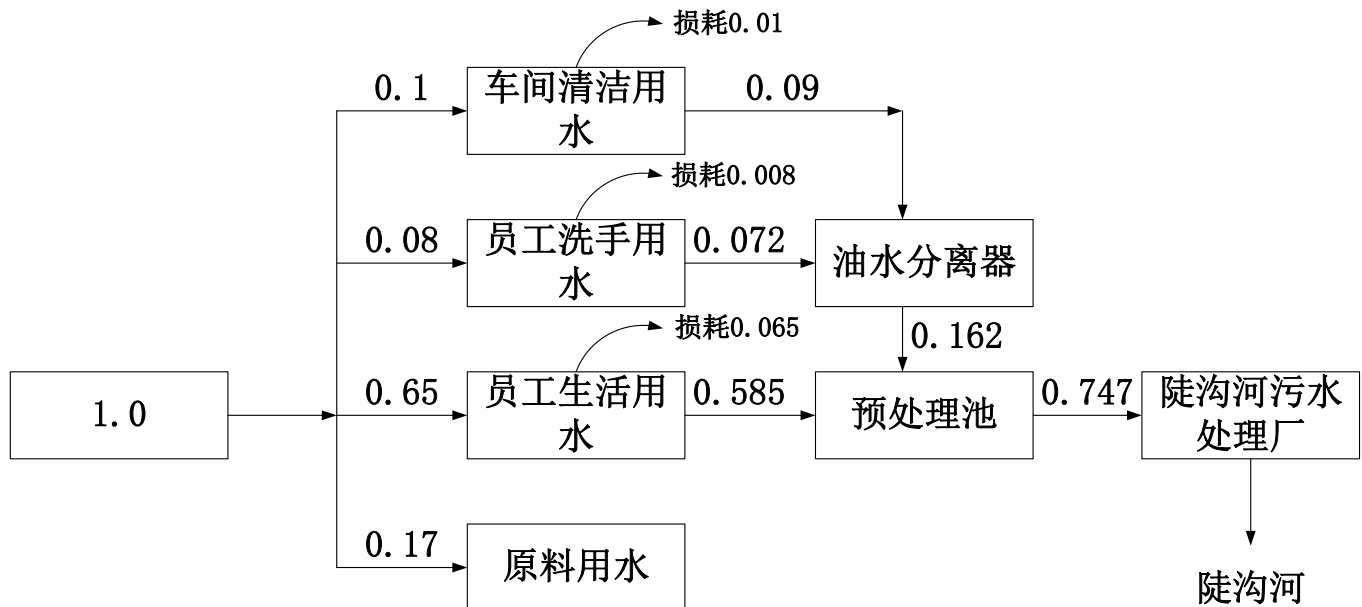 损耗0.01
0.1
车间清洁用
水
0.09
损耗0.008
0.08
员工洗手用
水
0.072
油水分离器
损耗0.065
0.162
1.0
0.65
员工生活用
水
0.585
预处理池
0.747
陡沟河污水
处理厂
0.17
原料用水
陡沟河